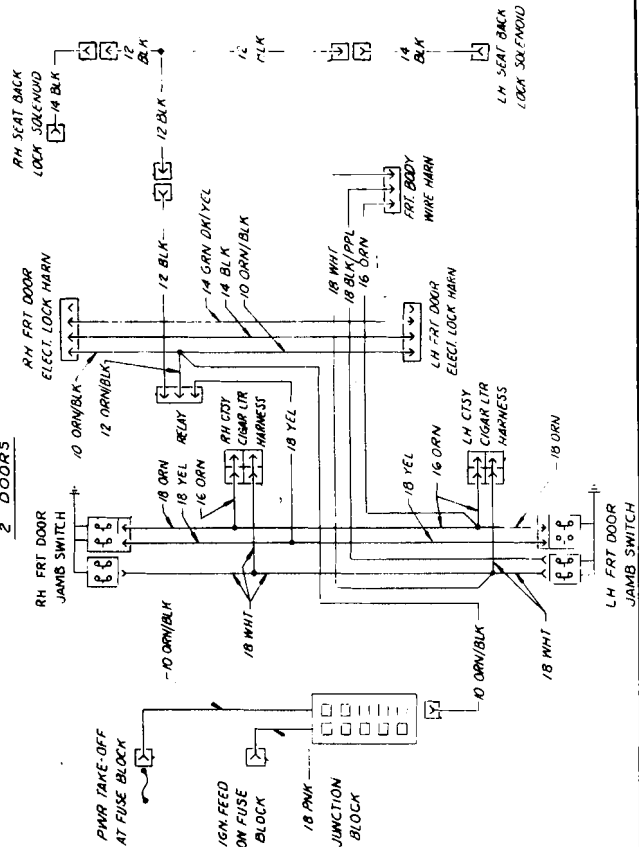 2 DOORS
RH SEAT BACK
LOCK SOLENOID
14 BLK
12
BLK
12
14
BLK
LH SEAT BACK
LOCK SOLENOID
12 BLK
12 BLK
RH FRT DOOR
ELECT. LOCK HARN
14 GRN DK/YEL
14 BLK
10 ORN/BLK
18 WHT
18 BLK/PPL
16 ORN
FRT. BODY
WIRE HARN
LH FRT DOOR
ELECT. LOCK HARN
10 ORN/BLK
12 ORN/BLK
RELAY
18 YEL
RH CTSY
CIGAR LTR
HARNESS
LH CTSY
CIGAR LTR
HARNESS
RH FRT DOOR
JAMB SWITCH
18 ORN
18 YEL
16 ORN
18 YEL
16 ORN
18 ORN
LH FRT DOOR
JAMB SWITCH
10 ORN/BLK
18 WHT
10 ORN/BLK
18 WHT
PWR TAKE-OFF
AT FUSE BLOCK
IGN. FEED
ON FUSE
BLOCK
18 PNK
JUNCTION
BLOCK